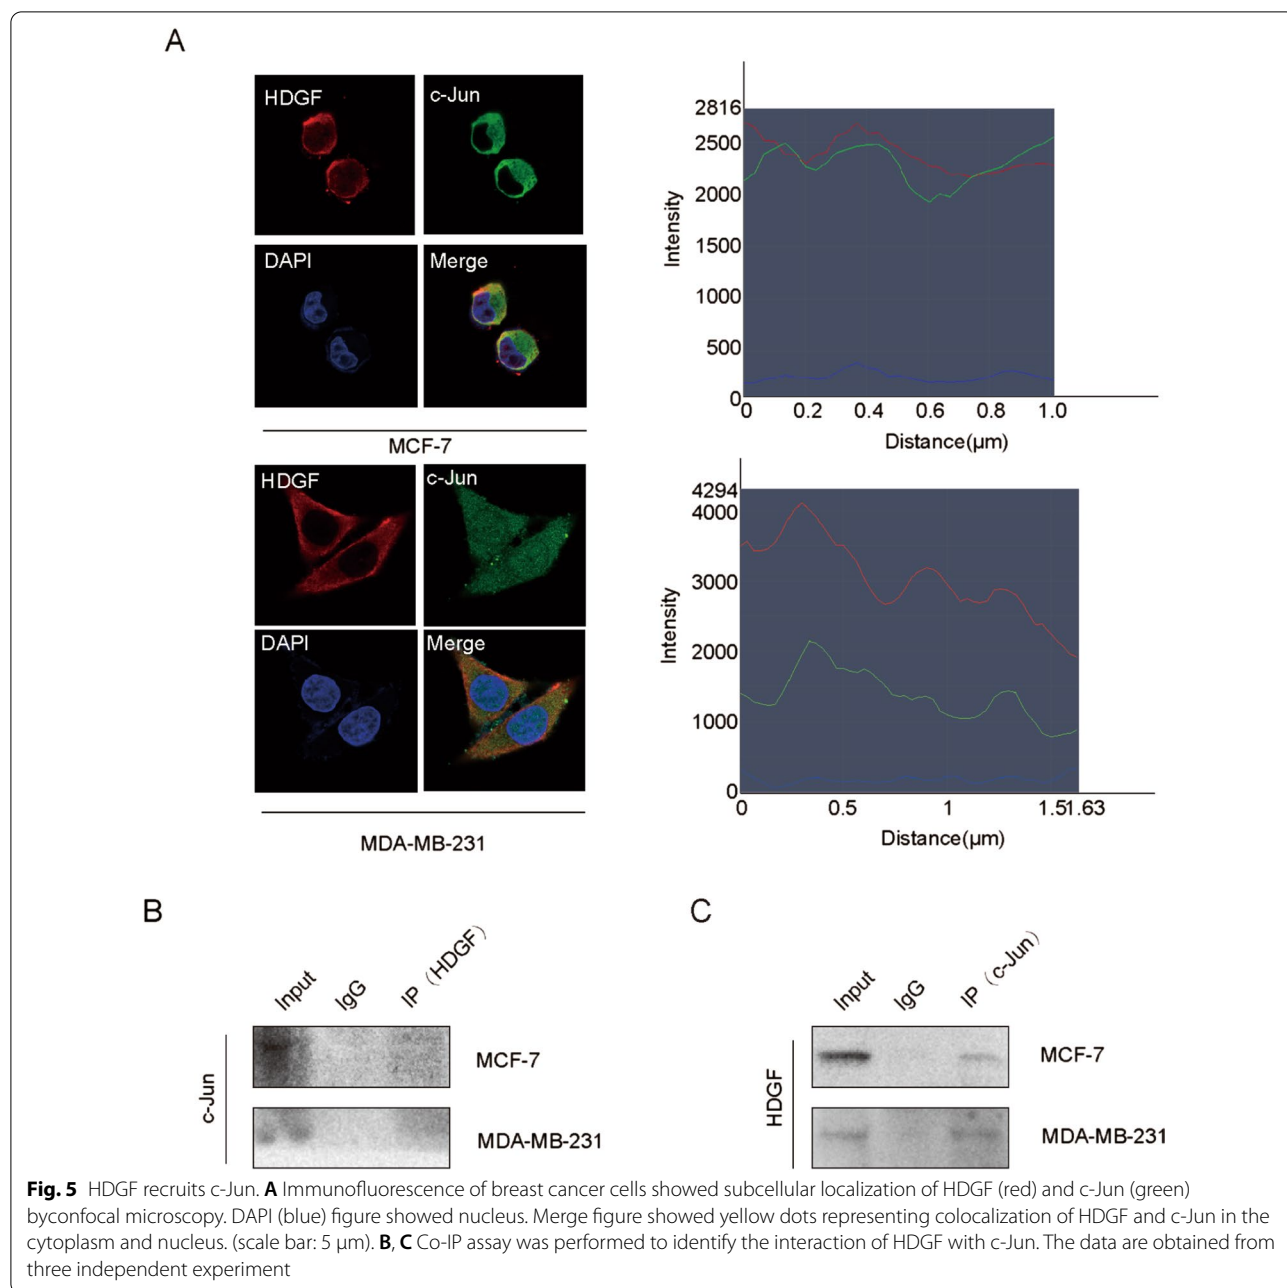 A
HDGF
c-Jun
DAPI
Merge
MCF-7
2816
2500
2000
1500
1000
500
0
Intensity
0 0.2 0.4 0.6 0.8 1.0
Distance(µm)
HDGF
c-Jun
DAPI
Merge
MDA-MB-231
4294
4000
3000
2000
1000
0
Intensity
0 0.5 1 1.51.63
Distance(µm)
B
Input IgG IP（HDGF）
c-Jun
MCF-7
MDA-MB-231
C
Input IgG IP（c-Jun）
HDGF
MCF-7
MDA-MB-231
Fig. 5 HDGF recruits c-Jun. A Immunofluorescence of breast cancer cells showed subcellular localization of HDGF (red) and c-Jun (green)
byconfocal microscopy. DAPI (blue) figure showed nucleus. Merge figure showed yellow dots representing colocalization of HDGF and c-Jun in the
cytoplasm and nucleus. (scale bar: 5 µm). B, C Co-IP assay was performed to identify the interaction of HDGF with c-Jun. The data are obtained from
three independent experiment